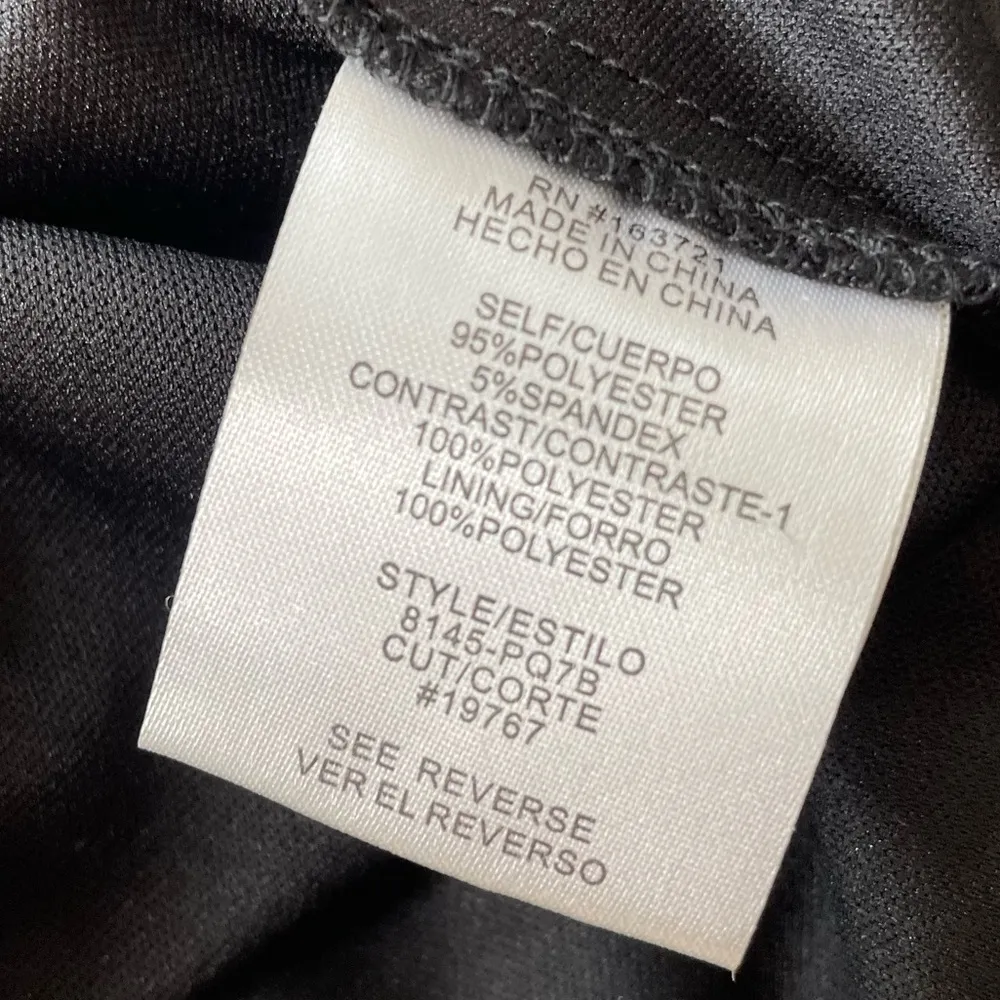 RN #163721
MADE IN CHINA
HECHO EN CHINA
SELF/CUERPO
95%POLYESTER
5%SPANDEX
CONTRAST/CONTRASTE-1
100%POLYESTER
LINING/FORRO
100%POLYESTER
STYLE/ESTILO
8145-PQ7B
CUT/CORTE
#19767
SEE REVERSE
VER EL REVERSO